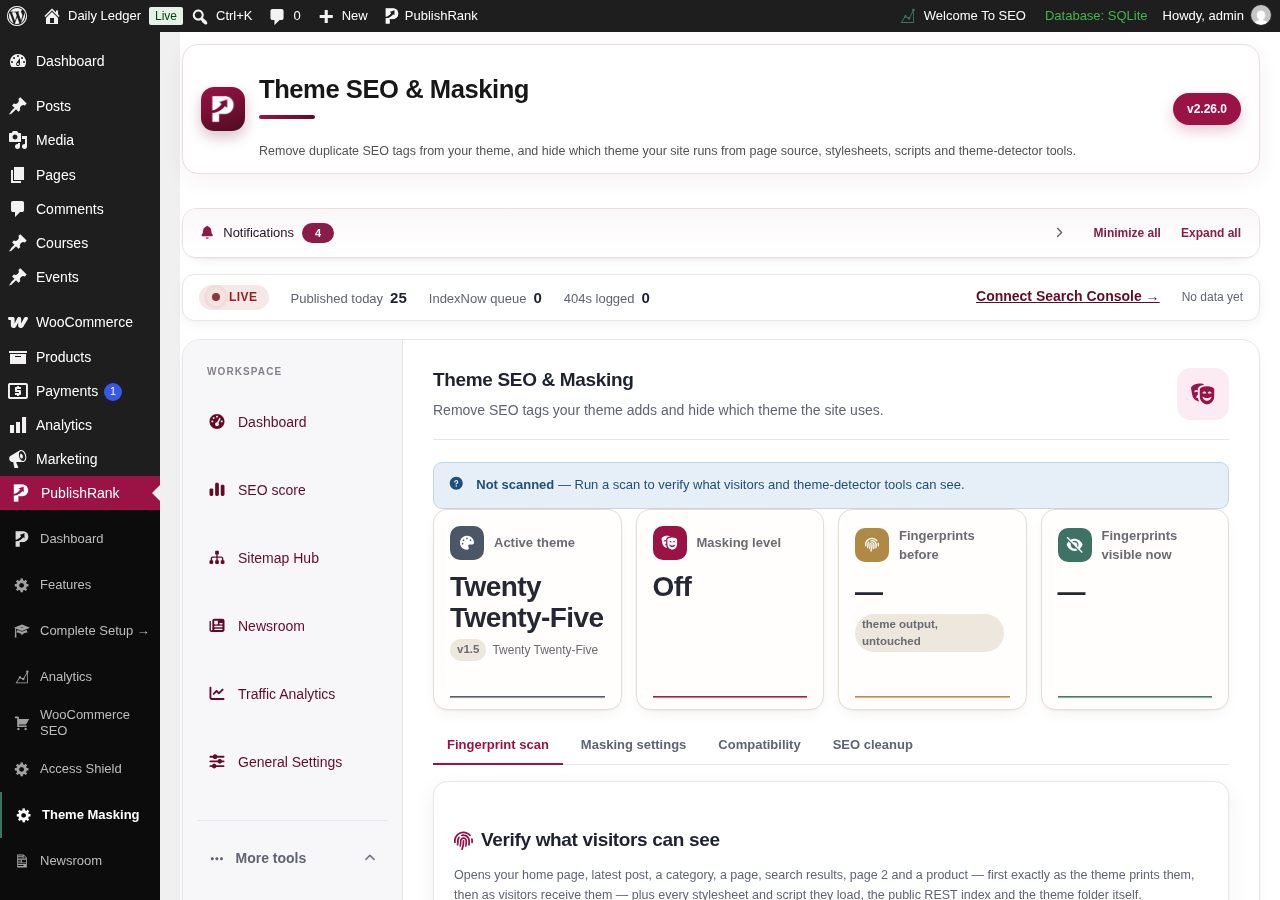 Daily Ledger Live Ctrl+K 0 New PublishRank Welcome To SEO Database: SQLite Howdy, admin
Dashboard
Posts
Media
Pages
Comments
Courses
Events
WooCommerce
Products
Payments 1
Analytics
Marketing
PublishRank
Dashboard
Features
Complete Setup →
Analytics
WooCommerce
SEO
Access Shield
Theme Masking
Newsroom
Theme SEO & Masking
v2.26.0
Remove duplicate SEO tags from your theme, and hide which theme your site runs from page source, stylesheets, scripts and theme-detector tools.
Notifications 4 Minimize all Expand all
LIVE Published today 25 IndexNow queue 0 404s logged 0 Connect Search Console → No data yet
WORKSPACE
Dashboard
SEO score
Sitemap Hub
Newsroom
Traffic Analytics
General Settings
More tools
Theme SEO & Masking
Remove SEO tags your theme adds and hide which theme the site uses.
Not scanned — Run a scan to verify what visitors and theme-detector tools can see.
Active theme
Twenty
Twenty-Five
v1.5 Twenty Twenty-Five
Masking level
Off
Fingerprints
before
—
theme output,
untouched
Fingerprints
visible now
—
Fingerprint scan Masking settings Compatibility SEO cleanup
Verify what visitors can see
Opens your home page, latest post, a category, a page, search results, page 2 and a product — first exactly as the theme prints them,
then as visitors receive them — plus every stylesheet and script they load, the public REST index and the theme folder itself.